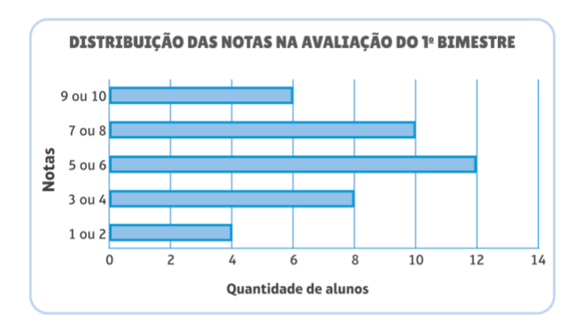 DISTRIBUIÇÃO DAS NOTAS NA AVALIAÇÃO DO 1º BIMESTRE
Notas
9 ou 10
7 ou 8
5 ou 6
3 ou 4
1 ou 2
0 2 4 6 8 10 12 14
Quantidade de alunos